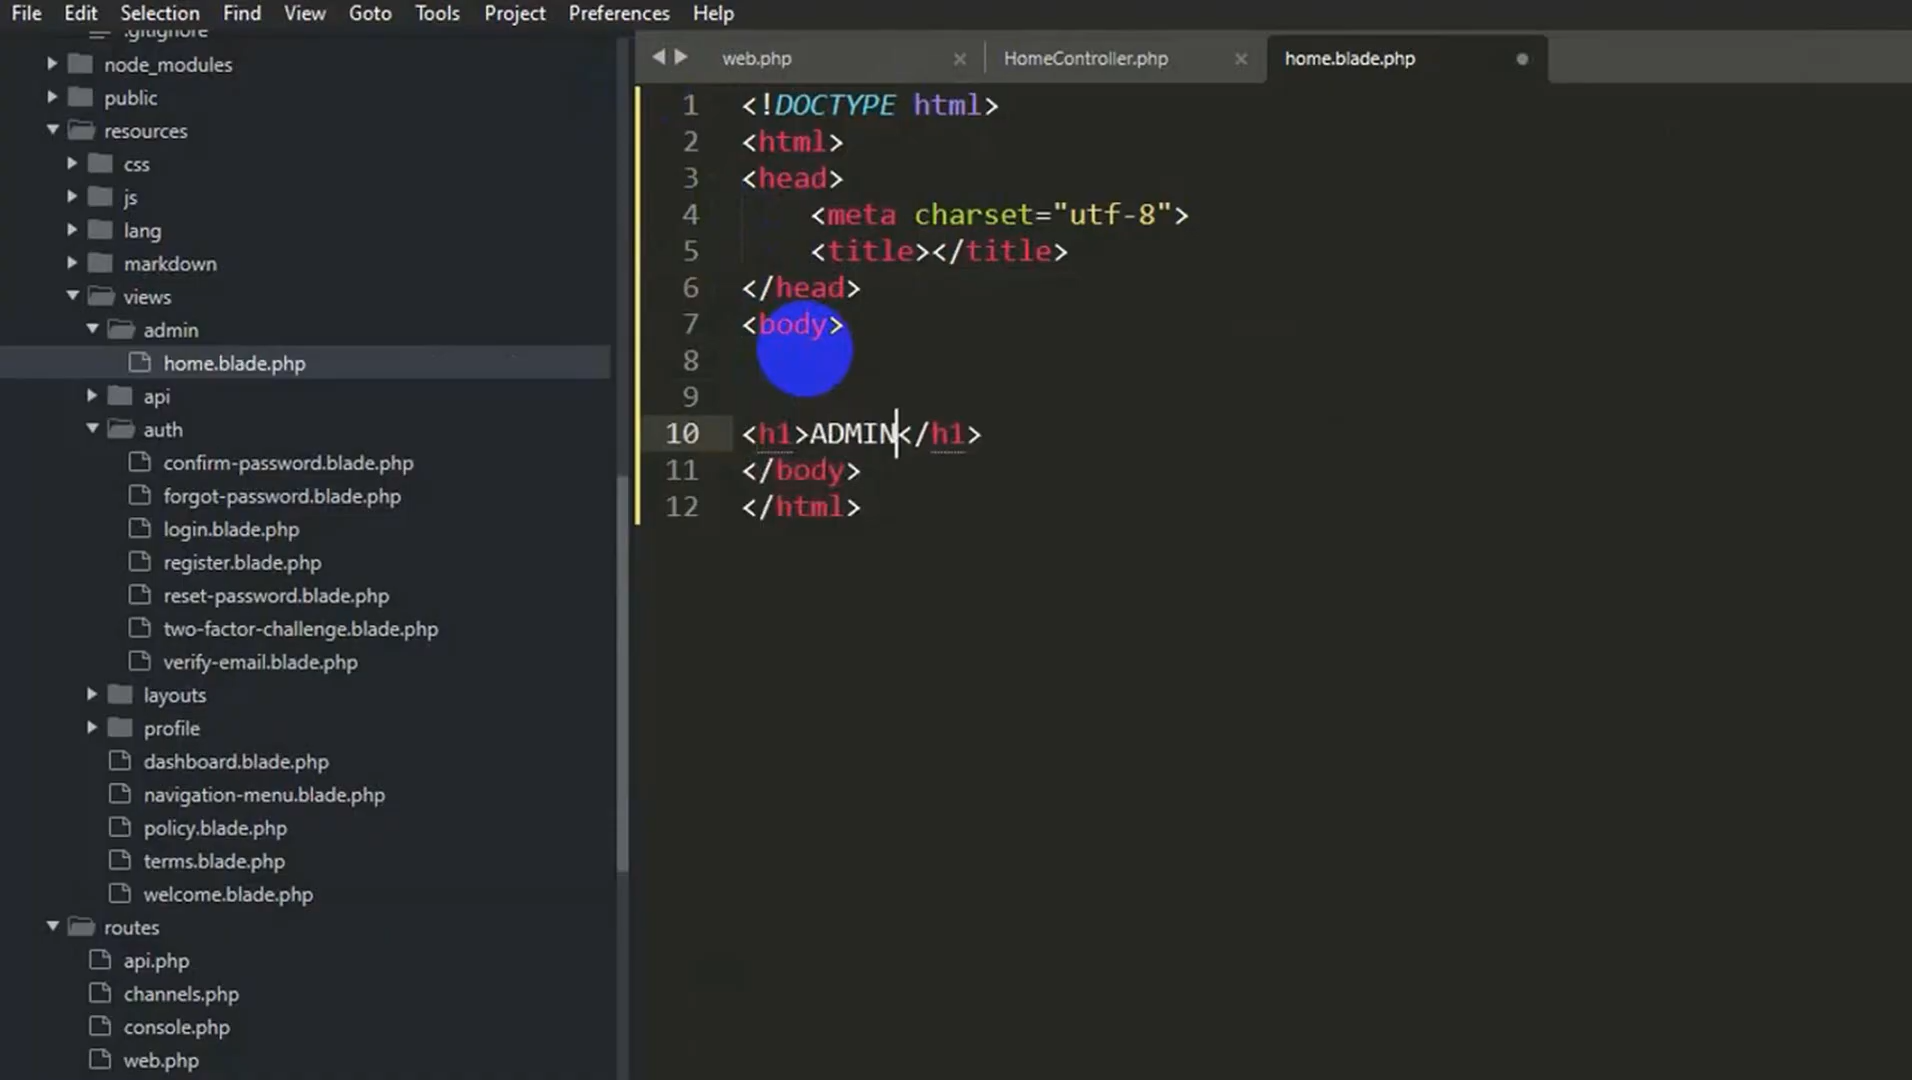 File Edit Selection Find View Goto Tools Project Preferences Help
.gitignore
node_modules
public
resources
css
js
lang
markdown
views
admin
home.blade.php
api
auth
confirm-password.blade.php
forgot-password.blade.php
login.blade.php
register.blade.php
reset-password.blade.php
two-factor-challenge.blade.php
verify-email.blade.php
layouts
profile
dashboard.blade.php
navigation-menu.blade.php
policy.blade.php
terms.blade.php
welcome.blade.php
routes
api.php
channels.php
console.php
web.php
web.php HomeController.php home.blade.php
1 <!DOCTYPE html>
2 <html>
3 <head>
4 <meta charset="utf-8">
5 <title></title>
6 </head>
7 <body>
8
9
10 <h1>ADMIN</h1>
11 </body>
12 </html>